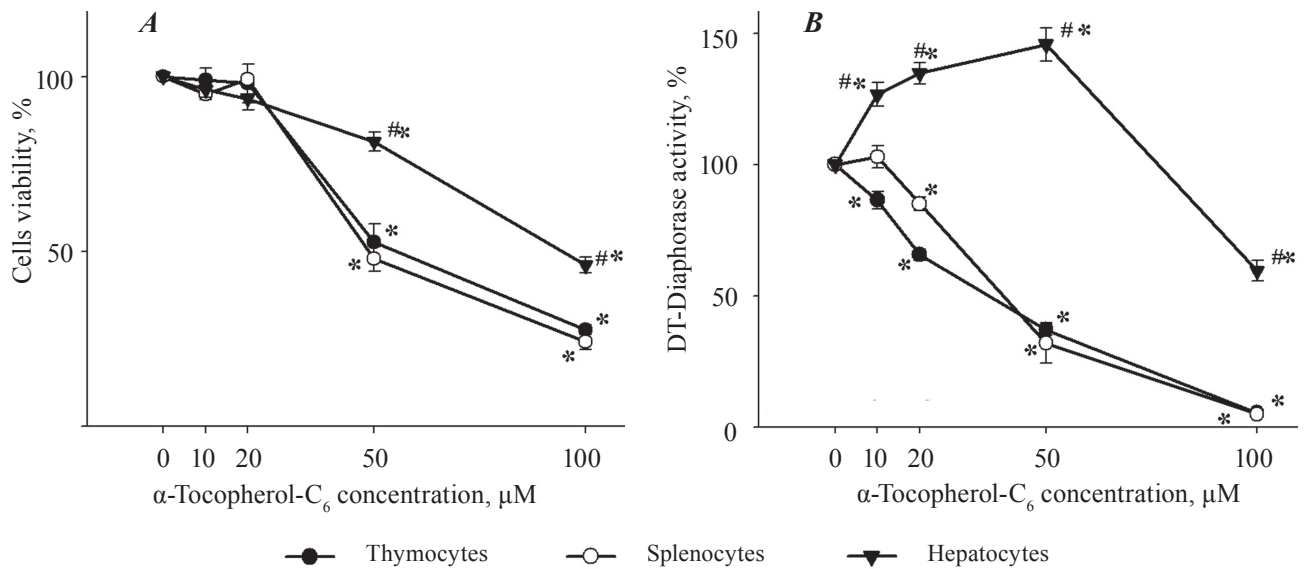 A
Cells viability, %
100
50
#*
*
*
#*
*
*
0 10 20 50 100
α-Tocopherol-C₆ concentration, μM
B
DT-Diaphorase activity, %
150
100
50
0
#*
#*
#*
*
*
*
*
*
#*
*
*
0 10 20 50 100
α-Tocopherol-C₆ concentration, μM
Thymocytes Splenocytes Hepatocytes